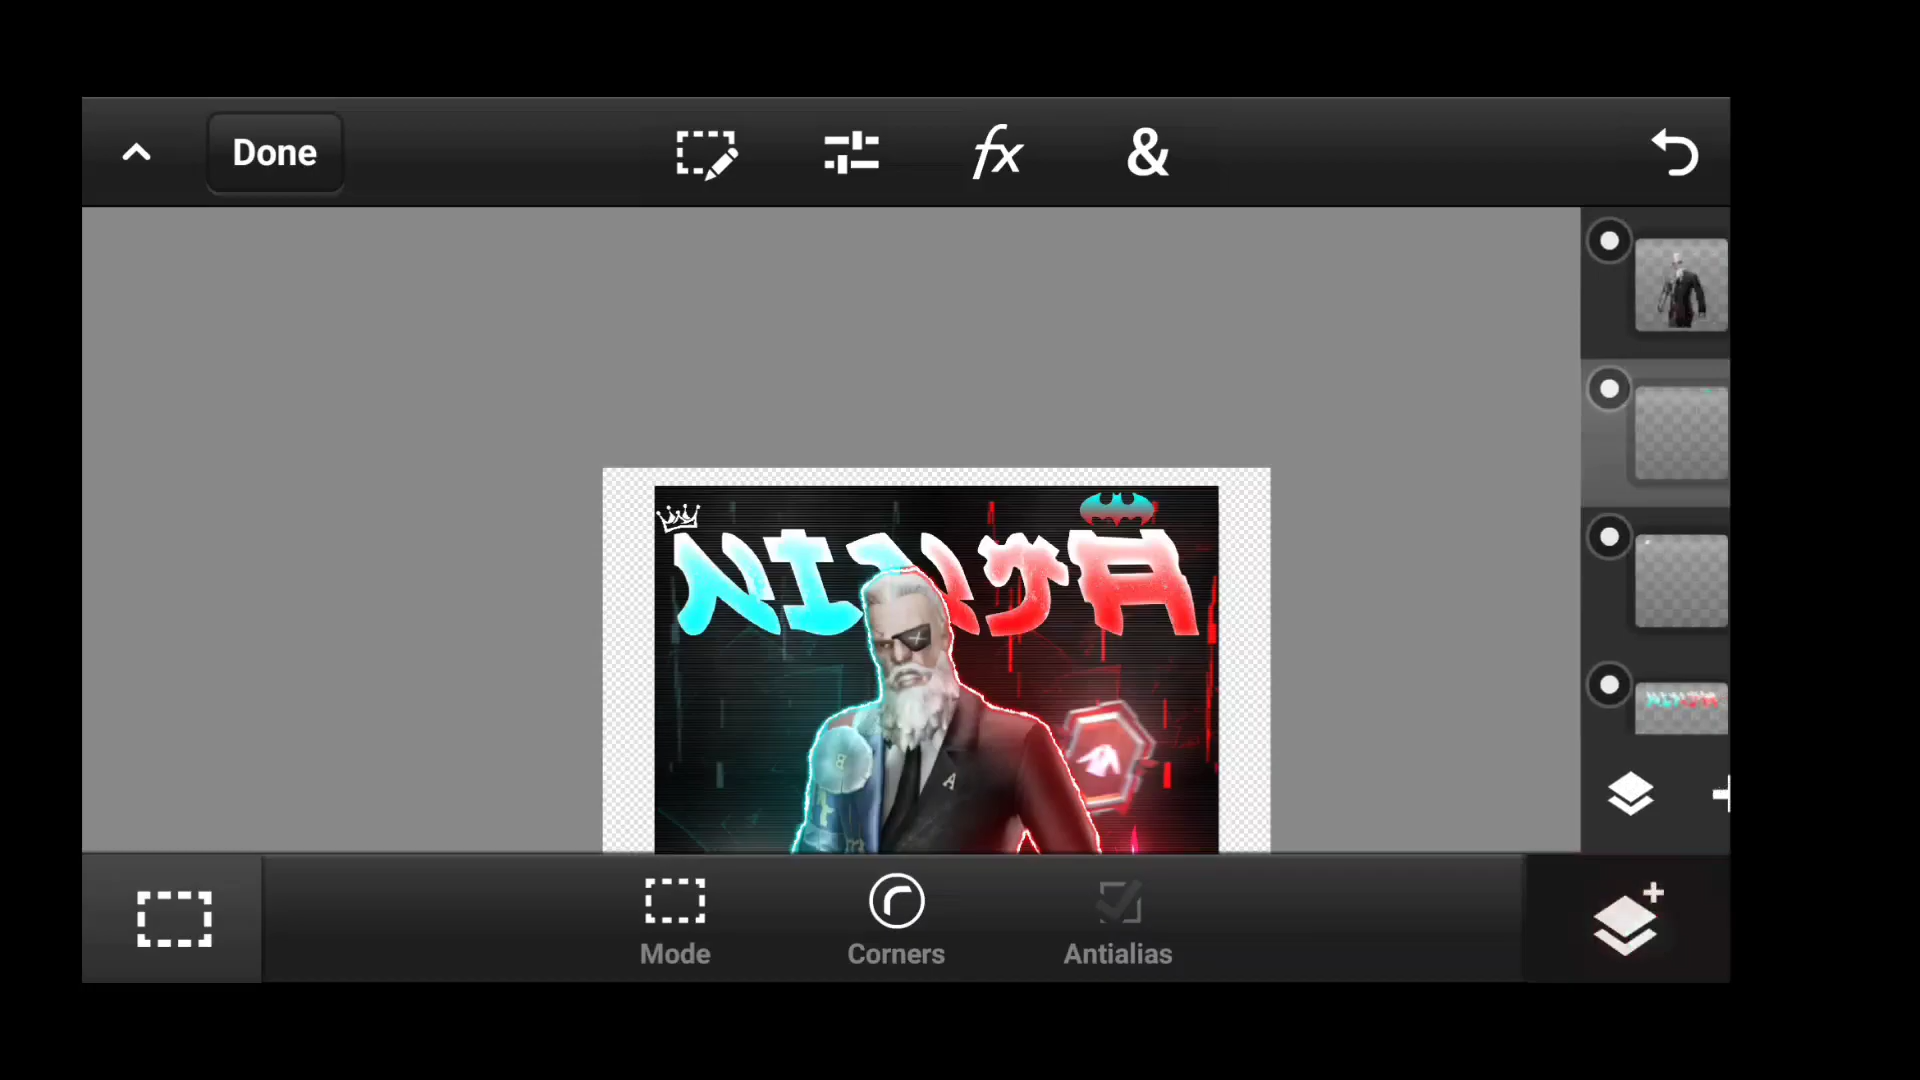 Done
fx
&
NINJA
B
A
Mode
Corners
Antialias